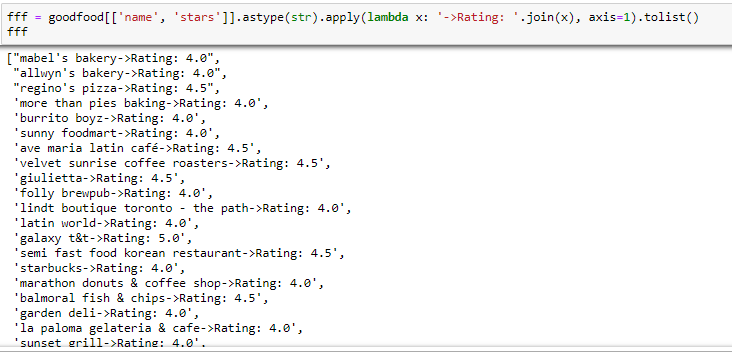 fff = goodfood[['name', 'stars']].astype(str).apply(lambda x: '->Rating: '.join(x), axis=1).tolist()
fff
["mabel's bakery->Rating: 4.0",
"allwyn's bakery->Rating: 4.0",
"regino's pizza->Rating: 4.5",
'more than pies baking->Rating: 4.0',
'burrito boyz->Rating: 4.0',
'sunny foodmart->Rating: 4.0',
'ave maria latin café->Rating: 4.5',
'velvet sunrise coffee roasters->Rating: 4.5',
'giulietta->Rating: 4.5',
'folly brewpub->Rating: 4.0',
'lindt boutique toronto - the path->Rating: 4.0',
'latin world->Rating: 4.0',
'galaxy t&t->Rating: 5.0',
'semi fast food korean restaurant->Rating: 4.5',
'starbucks->Rating: 4.0',
'marathon donuts & coffee shop->Rating: 4.0',
'balmoral fish & chips->Rating: 4.5',
'garden deli->Rating: 4.0',
'la paloma gelateria & cafe->Rating: 4.0',
'sunset grill->Rating: 4.0',